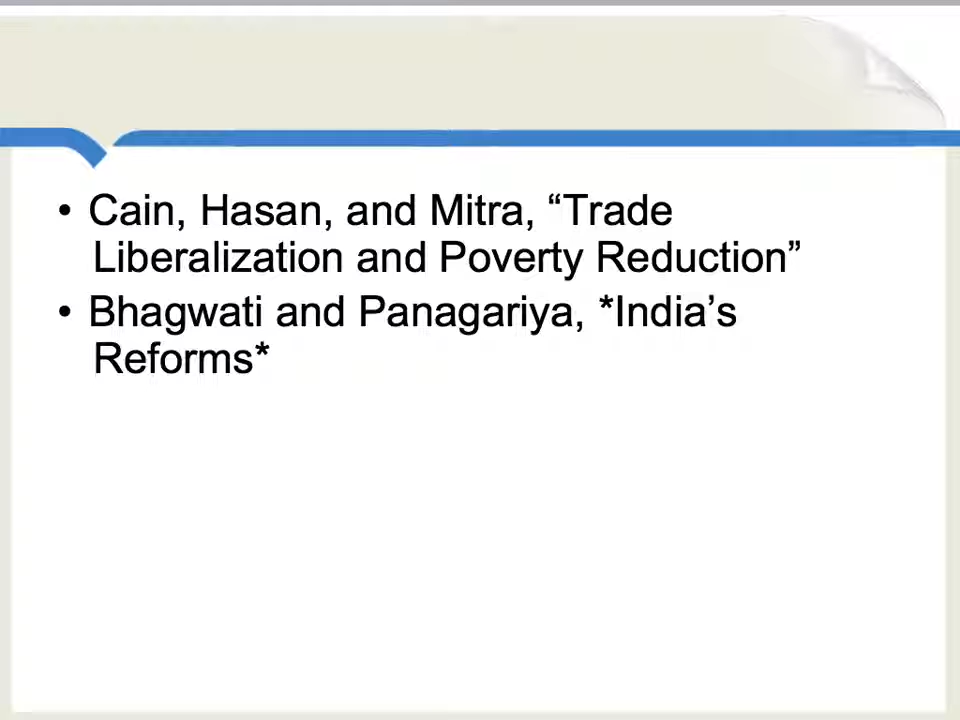 • Cain, Hasan, and Mitra, “Trade
Liberalization and Poverty Reduction”
• Bhagwati and Panagariya, *India’s
Reforms*